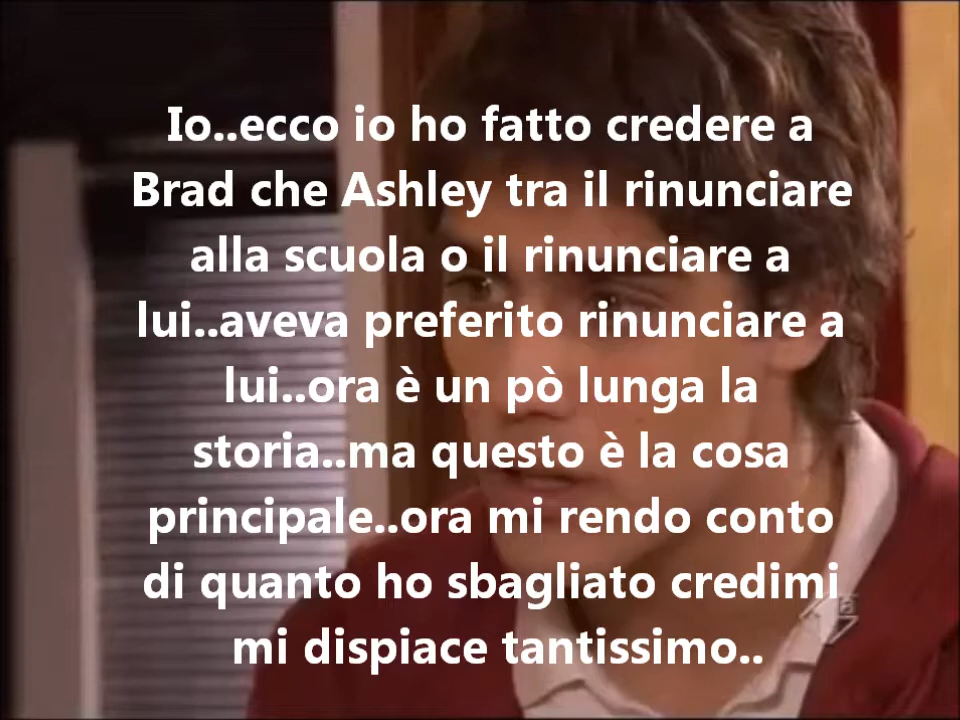 Io..ecco io ho fatto credere a
Brad che Ashley tra il rinunciare
alla scuola o il rinunciare a
lui..aveva preferito rinunciare a
lui..ora è un pò lunga la
storia..ma questo è la cosa
principale..ora mi rendo conto
di quanto ho sbagliato credimi
mi dispiace tantissimo..